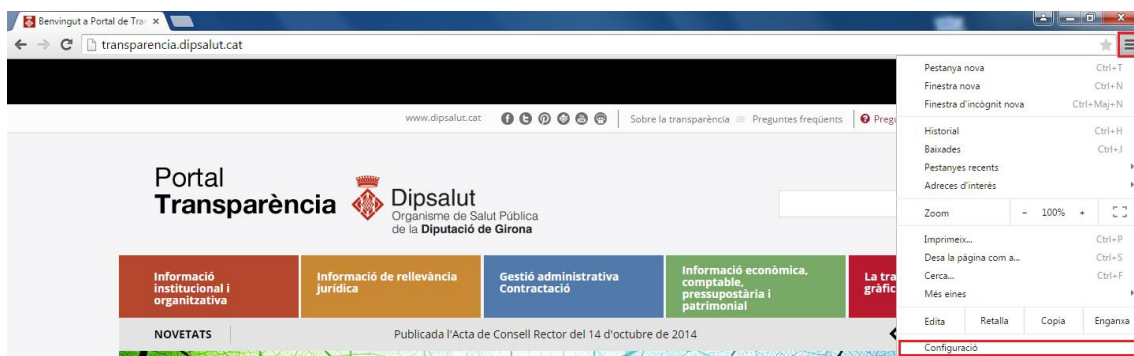 Benvingut a Portal de Tra
transparencia.dipsalut.cat
Pestanya nova Ctrl+T
Finestra nova Ctrl+N
Finestra d'incògnit nova Ctrl+Maj+N
Historial Ctrl+H
Baixades Ctrl+J
Pestanyes recents
Adreces d'interès
Zoom - 100% +
Imprimeix... Ctrl+P
Desa la pàgina com a... Ctrl+S
Cerca... Ctrl+F
Més eines
Edita Retalla Copia Enganxa
Configuració
www.dipsalut.cat Sobre la transparència Preguntes freqüents Pregu
Portal
Transparència
Dipsalut
Organisme de Salut Pública
de la Diputació de Girona
Informació
institucional i
organitzativa
Informació de rellevància
jurídica
Gestió administrativa
Contractació
Informació econòmica,
comptable,
pressupostària i
patrimonial
La tra
gràfic
NOVETATS Publicada l'Acta de Consell Rector del 14 d'octubre de 2014